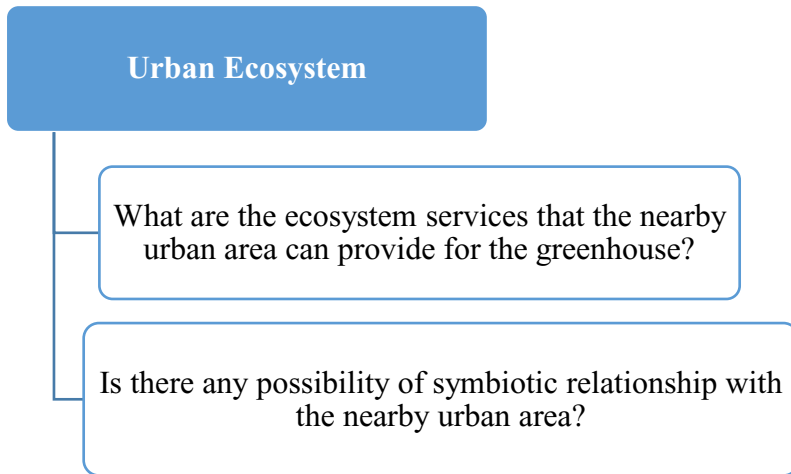 Urban Ecosystem
What are the ecosystem services that the nearby
urban area can provide for the greenhouse?
Is there any possibility of symbiotic relationship with
the nearby urban area?